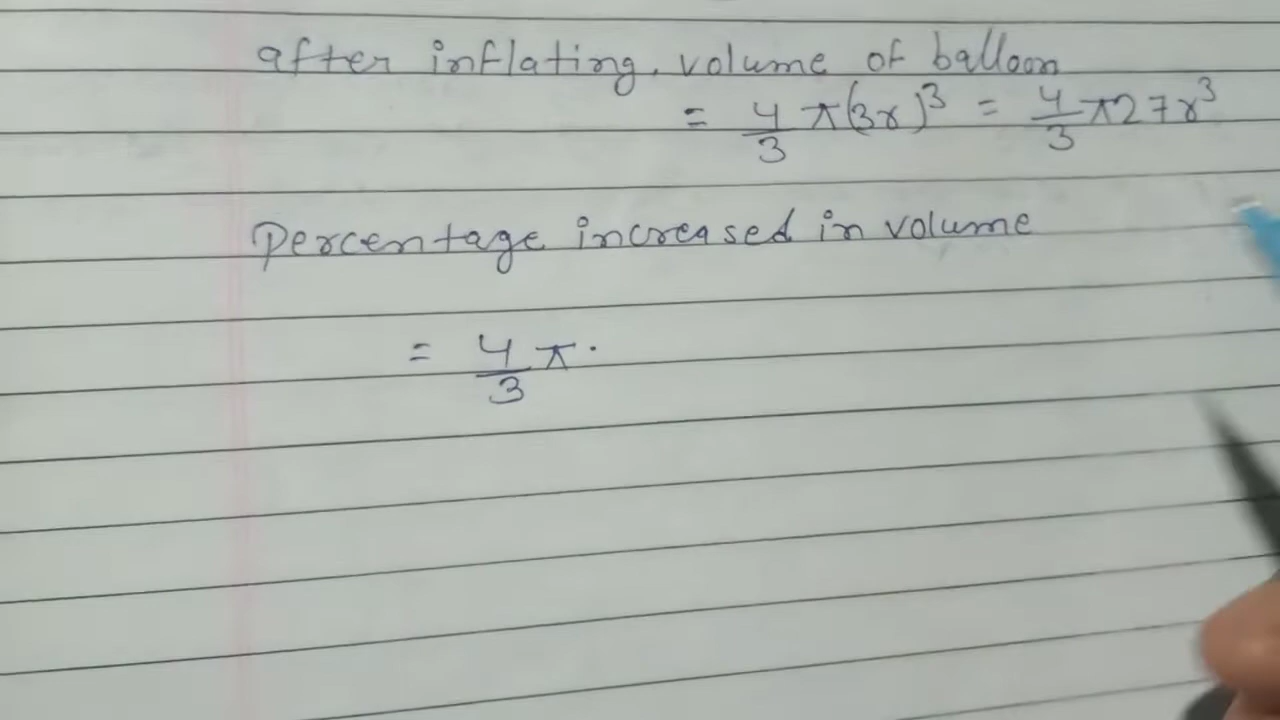 after inflating, volume of balloon
= 4/3 π(3r)³ = 4/3 π27r³
Percentage increased in volume
= 4/3 π.